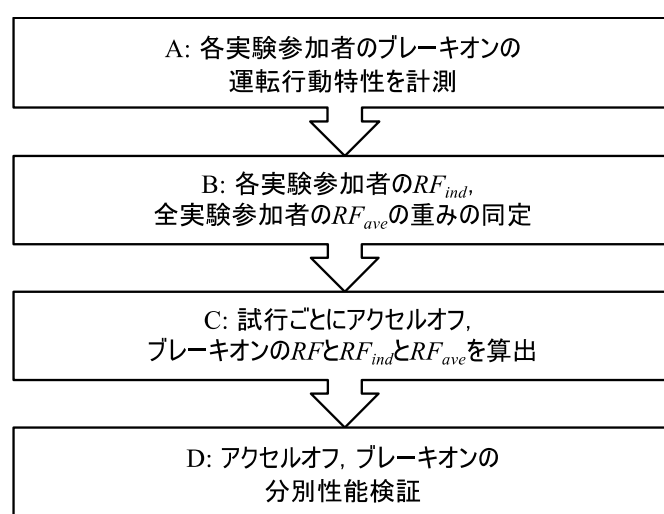 A: 各実験参加者のブレーキオンの
運転行動特性を計測
B: 各実験参加者のRF_ind,
全実験参加者のRF_aveの重みの同定
C: 試行ごとにアクセルオフ,
ブレーキオンのRFとRF_indとRF_aveを算出
D: アクセルオフ, ブレーキオンの
分別性能検証